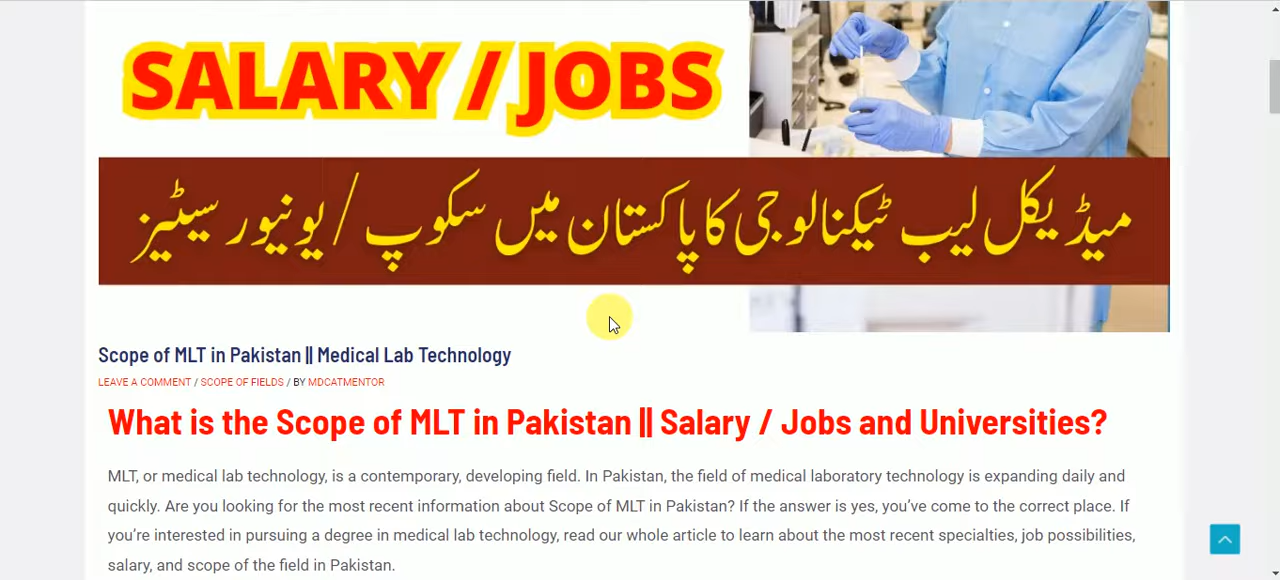 SALARY / JOBS
میڈیکل لیب ٹیکنالوجی کا پاکستان میں سکوپ / یونیورسیٹیز
Scope of MLT in Pakistan || Medical Lab Technology
LEAVE A COMMENT / SCOPE OF FIELDS / BY MDCATMENTOR
What is the Scope of MLT in Pakistan || Salary / Jobs and Universities?
MLT, or medical lab technology, is a contemporary, developing field. In Pakistan, the field of medical laboratory technology is expanding daily and
quickly. Are you looking for the most recent information about Scope of MLT in Pakistan? If the answer is yes, you’ve come to the correct place. If
you’re interested in pursuing a degree in medical lab technology, read our whole article to learn about the most recent specialties, job possibilities,
salary, and scope of the field in Pakistan.